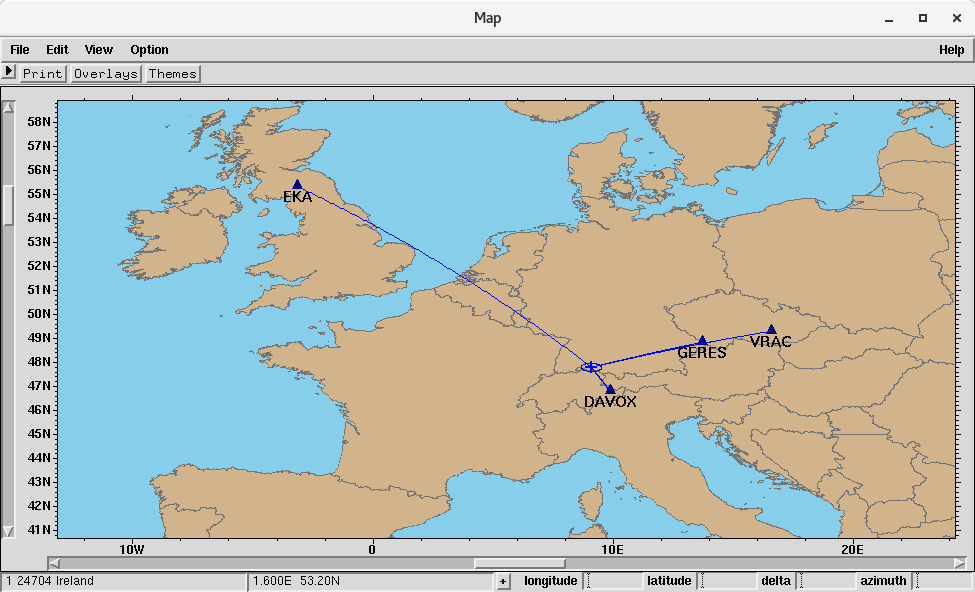 Map
File Edit View Option Help
Print Overlays Themes
58N
57N
56N
55N
54N
53N
52N
51N
50N
49N
48N
47N
46N
45N
44N
43N
42N
41N
EKA
VRAC
GERES
DAVOX
10W 0 10E 20E
1 24704 Ireland 1.600E 53.20N + longitude latitude delta azimuth